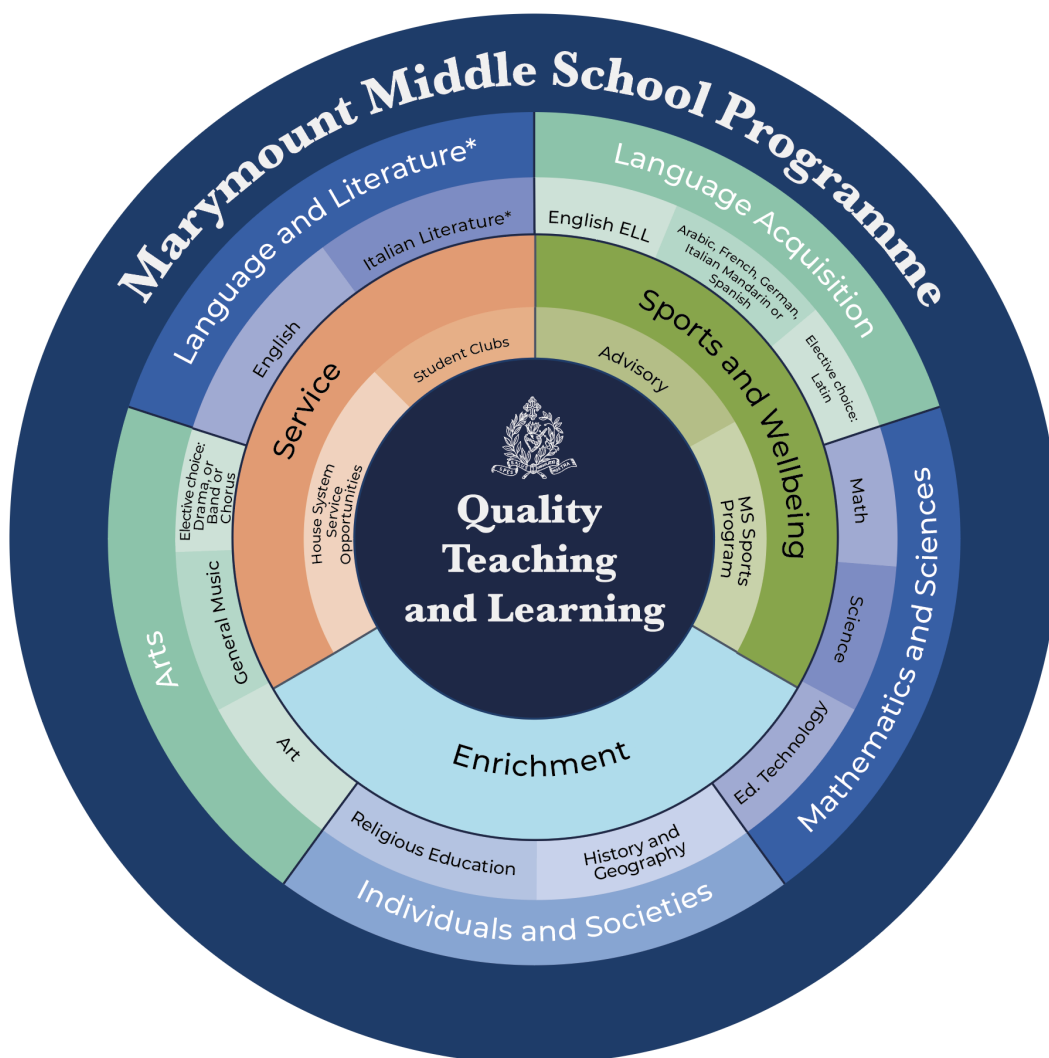 Marymount Middle School Programme
Language and Literature*
Italian Literature*
English
Language Acquisition
English ELL
Arabic, French, German,
Italian Mandarin or
Spanish
Elective choice:
Latin
Mathematics and Sciences
Math
Science
Ed. Technology
Individuals and Societies
History and
Geography
Religious Education
Arts
Art
General Music
Elective choice:
Drama, or
Band or
Chorus
Service
Student Clubs
House System
Service
Opportunities
Sports and Wellbeing
Advisory
MS Sports
Program
Enrichment
Quality
Teaching
and Learning